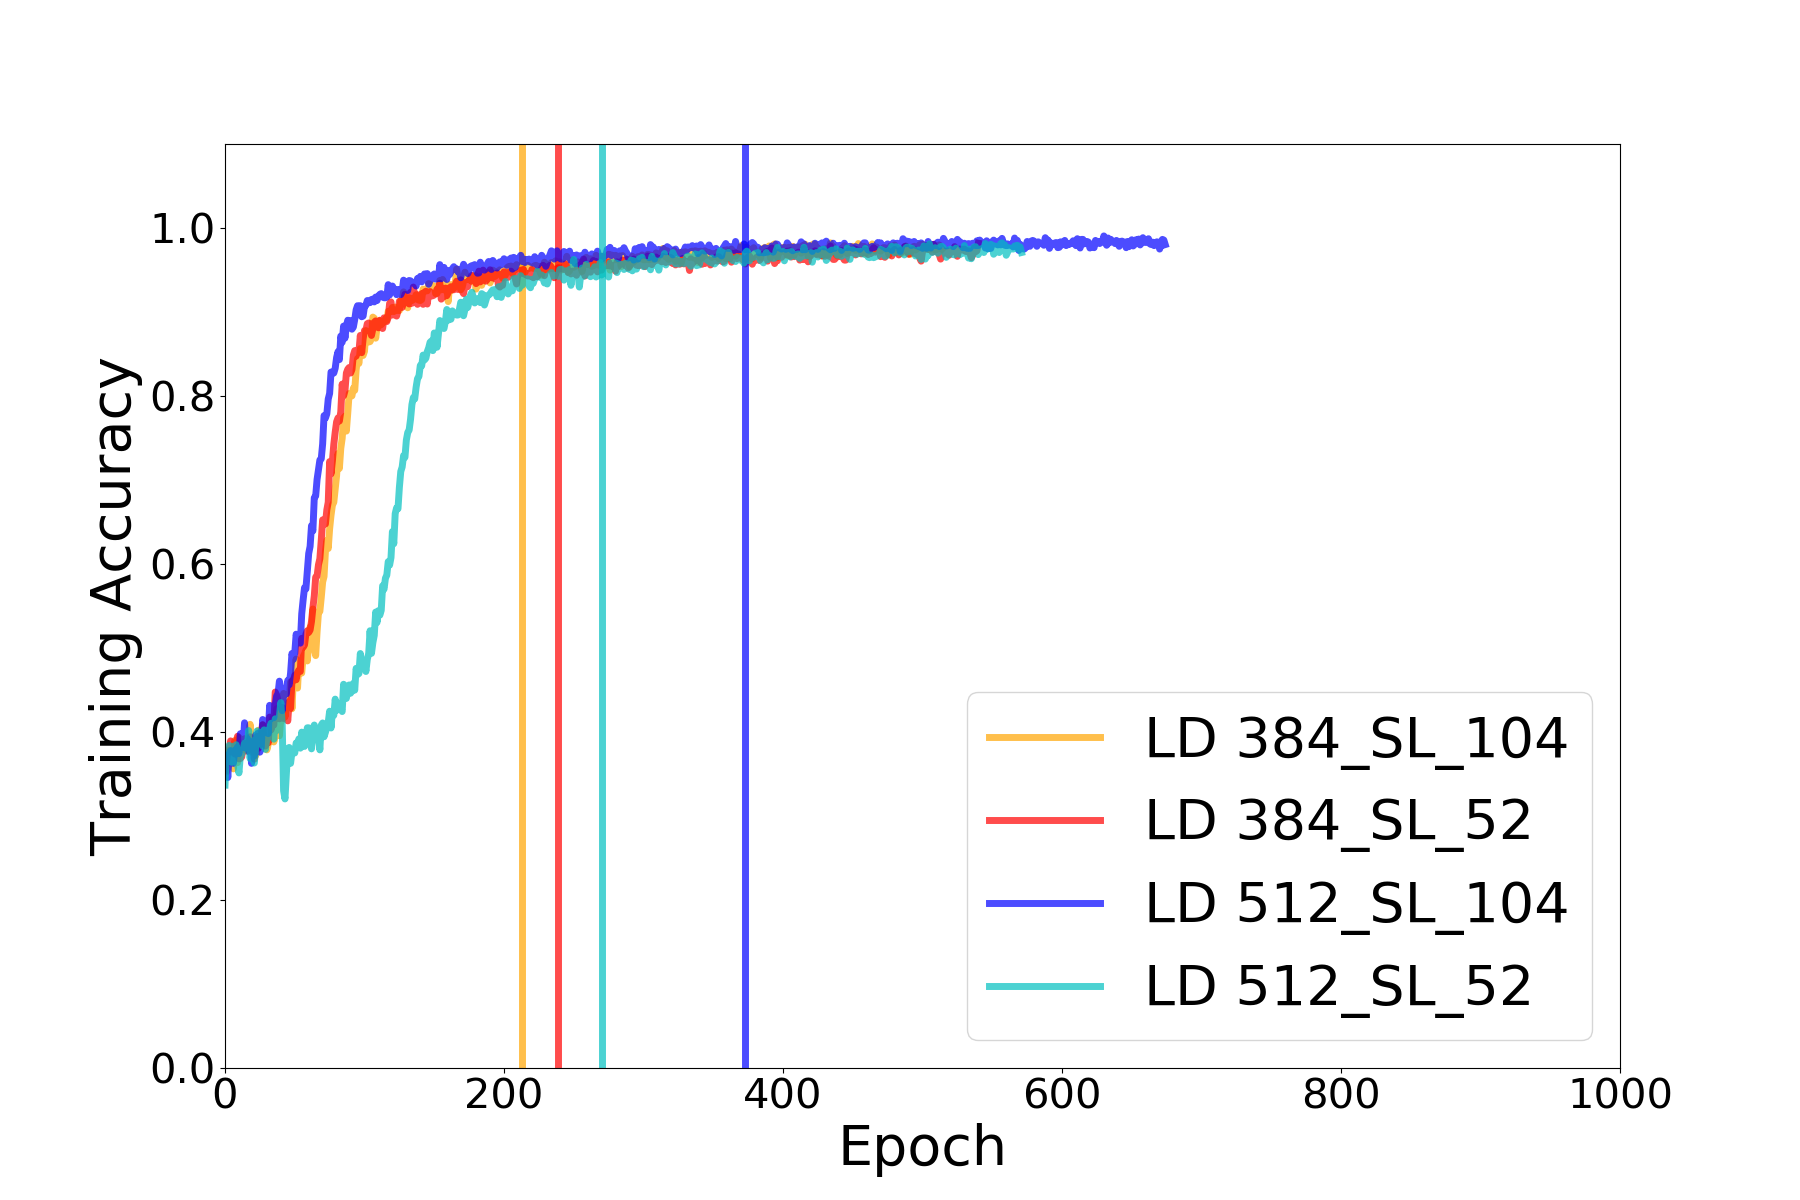 Training Accuracy
1.0
0.8
0.6
0.4
0.2
0.0
0 200 400 600 800 1000
Epoch
LD 384_SL_104
LD 384_SL_52
LD 512_SL_104
LD 512_SL_52